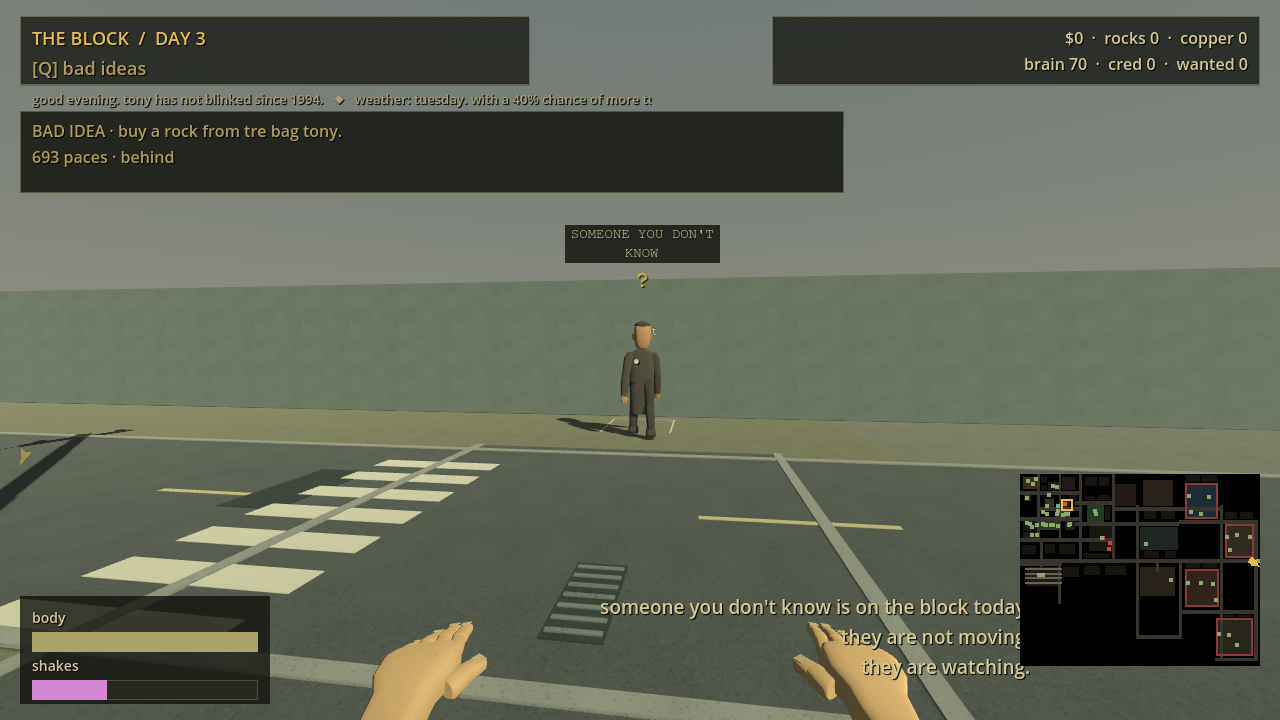 THE BLOCK / DAY 3
[Q] bad ideas
$0 · rocks 0 · copper 0
brain 70 · cred 0 · wanted 0
good evening. tony has not blinked since 1994. ◆ weather: tuesday. with a 40% chance of more
BAD IDEA · buy a rock from tre bag tony.
693 paces · behind
SOMEONE YOU DON'T
KNOW
?
someone you don't know is on the block today
they are not moving
they are watching.
body
shakes